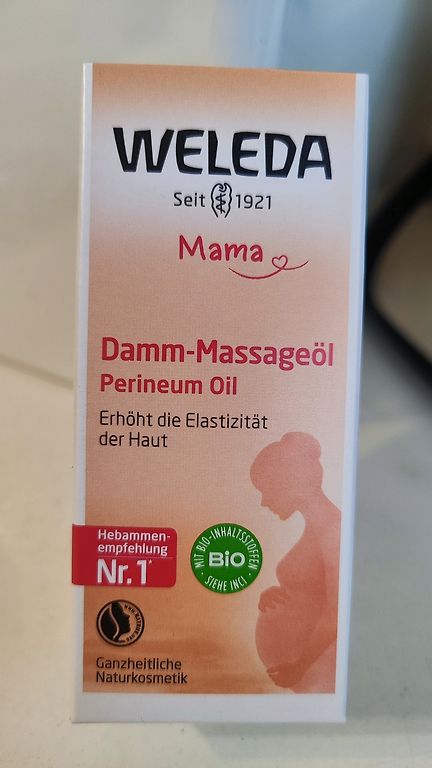 WELEDA
Seit 1921
Mama
Damm-Massageöl
Perineum Oil
Erhöht die Elastizität
der Haut
Hebammen-
empfehlung
Nr.1*
MIT BIO-INHALTSSTOFFEN
BiO
SIEHE INCI
Ganzheitliche
Naturkosmetik